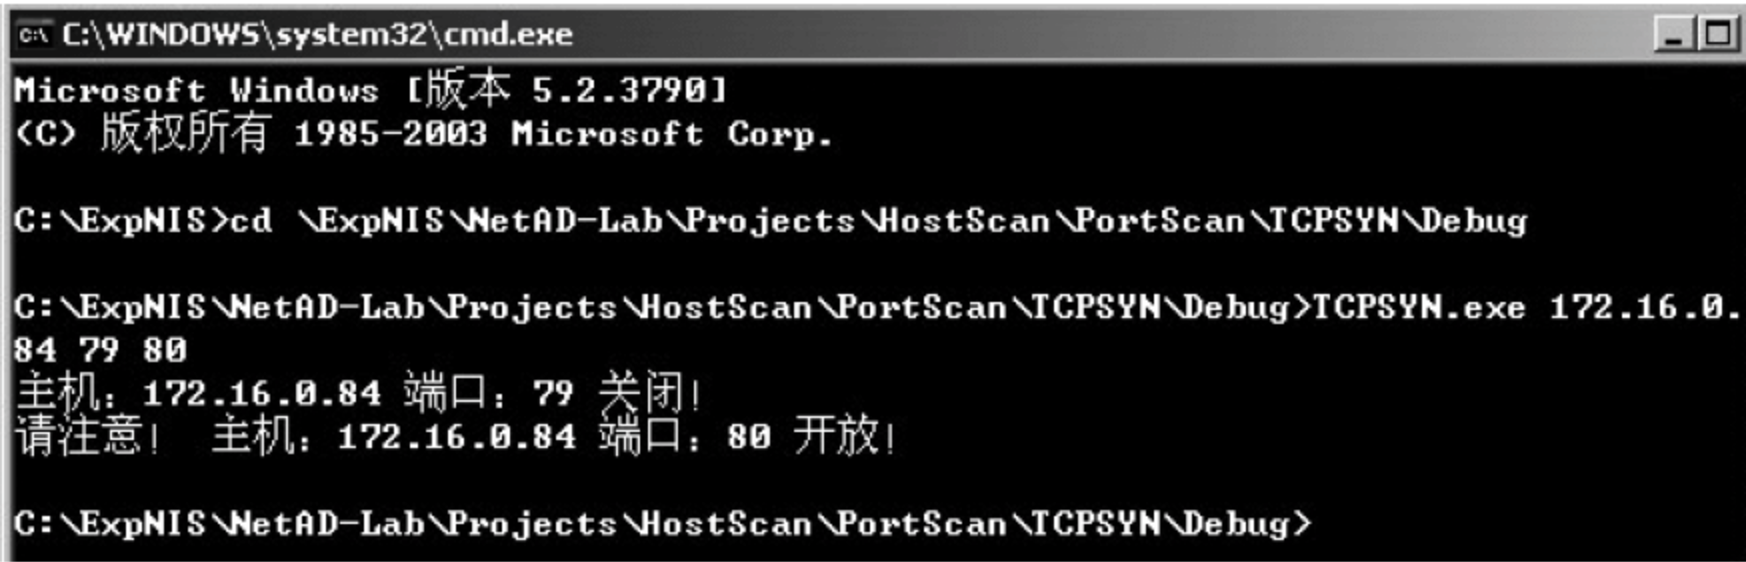 C:\WINDOWS\system32\cmd.exe
Microsoft Windows [版本 5.2.3790]
(C) 版权所有 1985-2003 Microsoft Corp.
C:\ExpNIS>cd \ExpNIS\NetAD-Lab\Projects\HostScan\PortScan\TCPSYN\Debug
C:\ExpNIS\NetAD-Lab\Projects\HostScan\PortScan\TCPSYN\Debug>TCPSYN.exe 172.16.0.
84 79 80
主机：172.16.0.84 端口：79 关闭！
请注意！ 主机：172.16.0.84 端口：80 开放！
C:\ExpNIS\NetAD-Lab\Projects\HostScan\PortScan\TCPSYN\Debug>